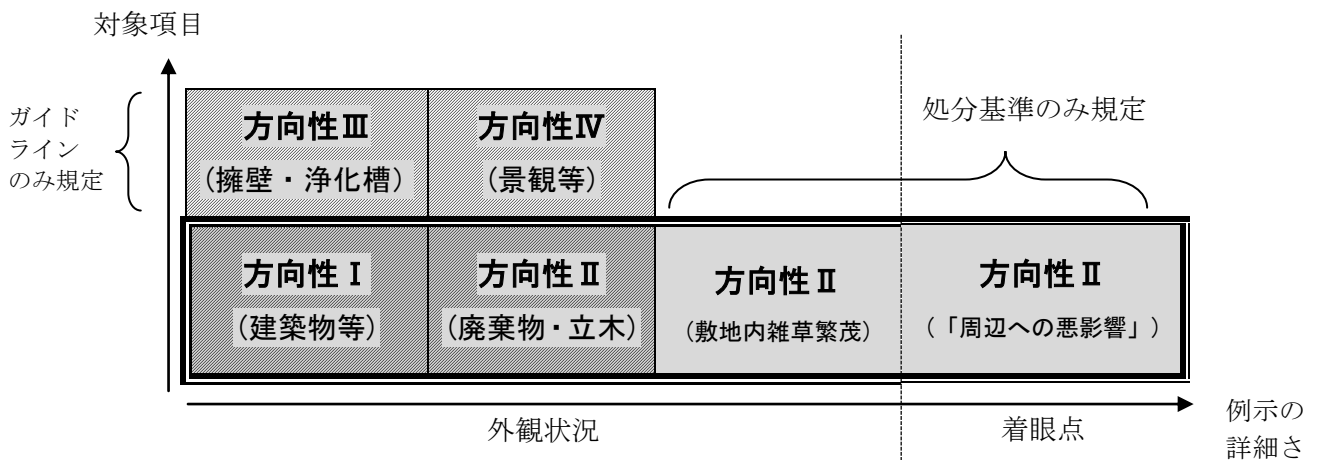 対象項目
ガイド
ライン
のみ規定
方向性Ⅲ
(擁壁・浄化槽)
方向性Ⅳ
(景観等)
処分基準のみ規定
方向性Ⅰ
(建築物等)
方向性Ⅱ
(廃棄物・立木)
方向性Ⅱ
(敷地内雑草繁茂)
方向性Ⅱ
(「周辺への悪影響」)
外観状況
着眼点
例示の
詳細さ